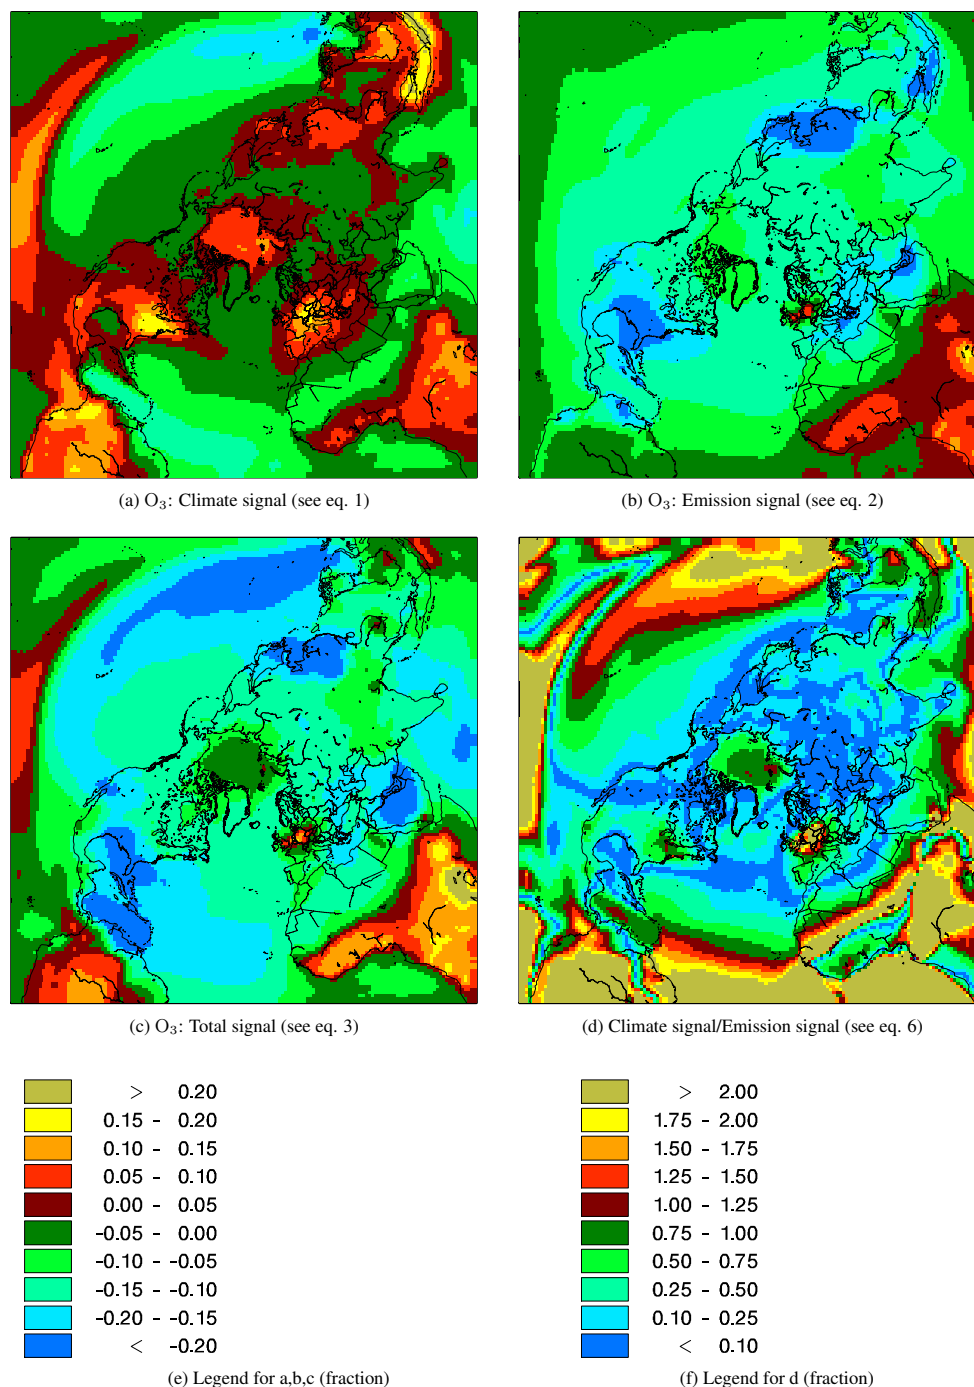 (a) O₃: Climate signal (see eq. 1)
(b) O₃: Emission signal (see eq. 2)
(c) O₃: Total signal (see eq. 3)
(d) Climate signal/Emission signal (see eq. 6)
> 0.20
0.15 - 0.20
0.10 - 0.15
0.05 - 0.10
0.00 - 0.05
-0.05 - 0.00
-0.10 - -0.05
-0.15 - -0.10
-0.20 - -0.15
< -0.20
(e) Legend for a,b,c (fraction)
> 2.00
1.75 - 2.00
1.50 - 1.75
1.25 - 1.50
1.00 - 1.25
0.75 - 1.00
0.50 - 0.75
0.25 - 0.50
0.10 - 0.25
< 0.10
(f) Legend for d (fraction)